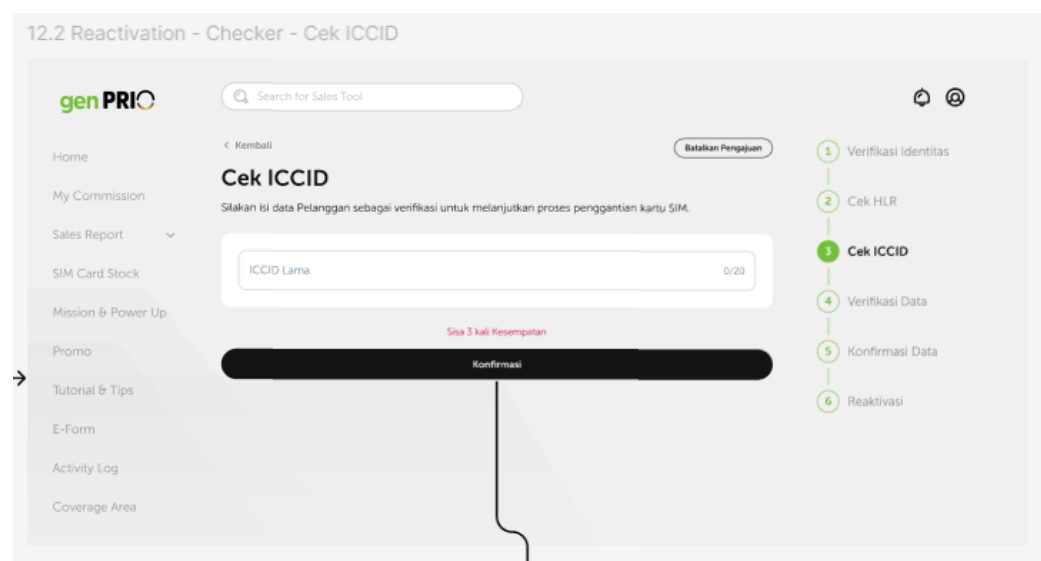 12.2 Reactivation - Checker - Cek ICCID
gen PRIO
Search for Sales Tool
Home
My Commission
Sales Report
SIM Card Stock
Mission & Power Up
Promo
Tutorial & Tips
E-Form
Activity Log
Coverage Area
< Kembali
Batalkan Pengajuan
Cek ICCID
Silakan isi data Pelanggan sebagai verifikasi untuk melanjutkan proses penggantian kartu SIM.
ICCID Lama 0/20
Sisa 3 kali Kesempatan
Konfirmasi
1 Verifikasi Identitas
2 Cek HLR
3 Cek ICCID
4 Verifikasi Data
5 Konfirmasi Data
6 Reaktivasi